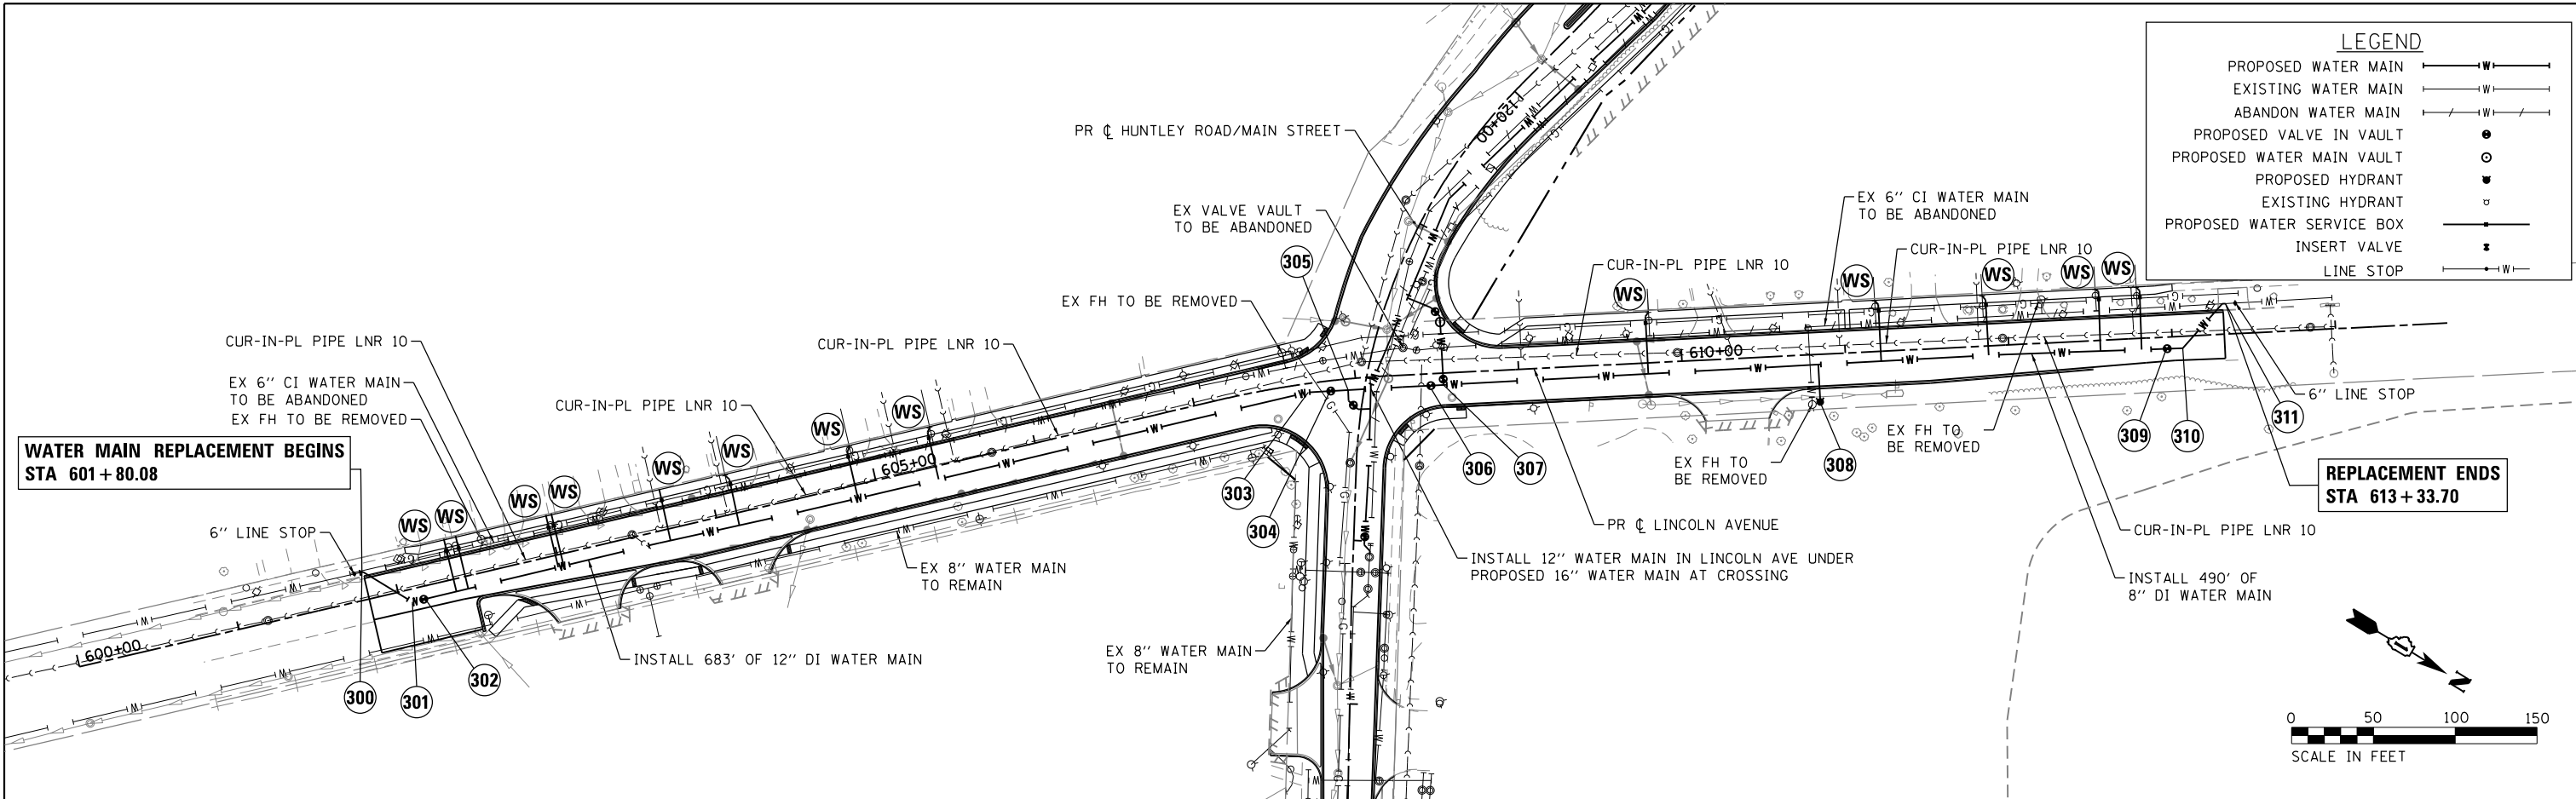 LEGEND
PROPOSED WATER MAIN W
EXISTING WATER MAIN W
ABANDON WATER MAIN W
PROPOSED VALVE IN VAULT
PROPOSED WATER MAIN VAULT
PROPOSED HYDRANT
EXISTING HYDRANT
PROPOSED WATER SERVICE BOX
INSERT VALVE
LINE STOP W
1120+00
PR ℄ HUNTLEY ROAD/MAIN STREET
EX VALVE VAULT
TO BE ABANDONED
305
EX FH TO BE REMOVED
EX 6" CI WATER MAIN
TO BE ABANDONED
CUR-IN-PL PIPE LNR 10
CUR-IN-PL PIPE LNR 10
WS
WS
WS
WS
WS
610+00
6" LINE STOP
311
310
309
308
307
306
EX FH TO
BE REMOVED
EX FH TO
BE REMOVED
REPLACEMENT ENDS
STA 613+33.70
CUR-IN-PL PIPE LNR 10
INSTALL 490' OF
8" DI WATER MAIN
PR ℄ LINCOLN AVENUE
INSTALL 12" WATER MAIN IN LINCOLN AVE UNDER
PROPOSED 16" WATER MAIN AT CROSSING
CUR-IN-PL PIPE LNR 10
EX 6" CI WATER MAIN
TO BE ABANDONED
EX FH TO BE REMOVED
CUR-IN-PL PIPE LNR 10
CUR-IN-PL PIPE LNR 10
WATER MAIN REPLACEMENT BEGINS
STA 601+80.08
6" LINE STOP
WS
WS
WS
WS
WS
WS
WS
WS
605+00
303
304
EX 8" WATER MAIN
TO REMAIN
600+00
INSTALL 683' OF 12" DI WATER MAIN
300
301
302
EX 8" WATER MAIN
TO REMAIN
N
0 50 100 150
SCALE IN FEET